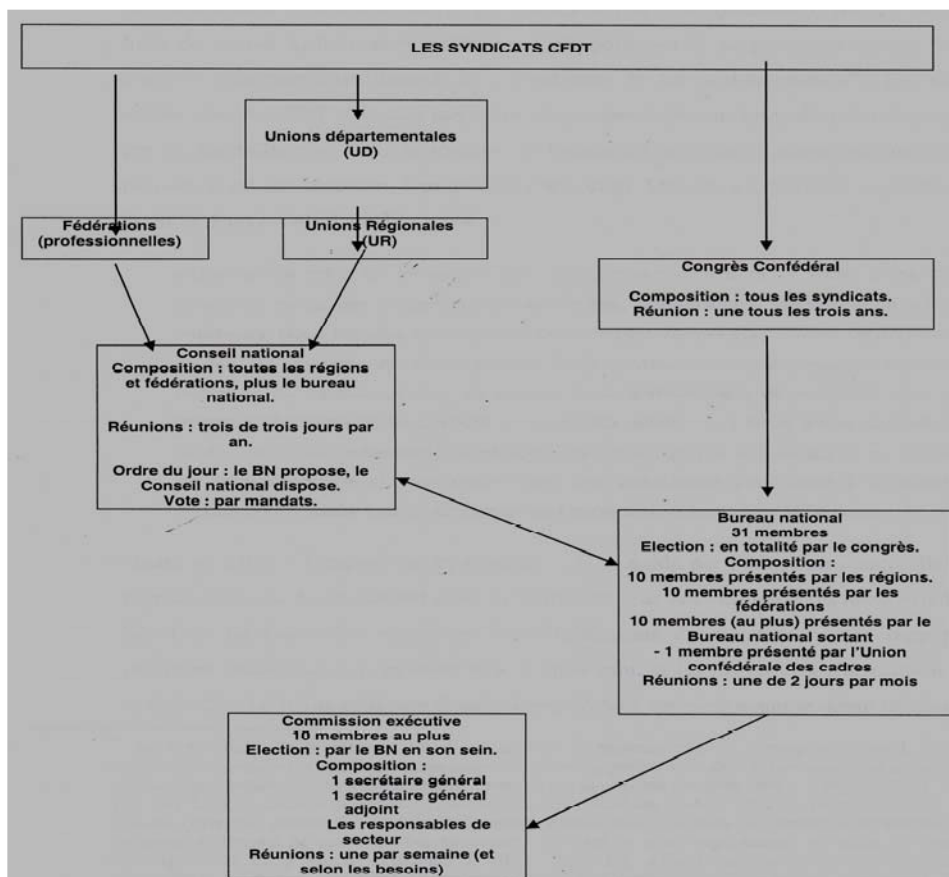 LES SYNDICATS CFDT
Unions départementales
(UD)
Fédérations
(professionnelles)
Unions Régionales
(UR)
Congrès Confédéral
Composition : tous les syndicats.
Réunion : une tous les trois ans.
Conseil national
Composition : toutes les régions
et fédérations, plus le bureau
national.
Réunions : trois de trois jours par
an.
Ordre du jour : le BN propose, le
Conseil national dispose.
Vote : par mandats.
Bureau national
31 membres
Election : en totalité par le congrès.
Composition :
10 membres présentés par les régions.
10 membres présentés par les
fédérations
10 membres (au plus) présentés par le
Bureau national sortant
- 1 membre présenté par l'Union
confédérale des cadres
Réunions : une de 2 jours par mois
Commission exécutive
membres au plus
Election : par le BN en son sein.
Composition :
1 secrétaire général
1 secrétaire général
adjoint
Les responsables de
secteur
Réunions : une par semaine (et
selon les besoins)